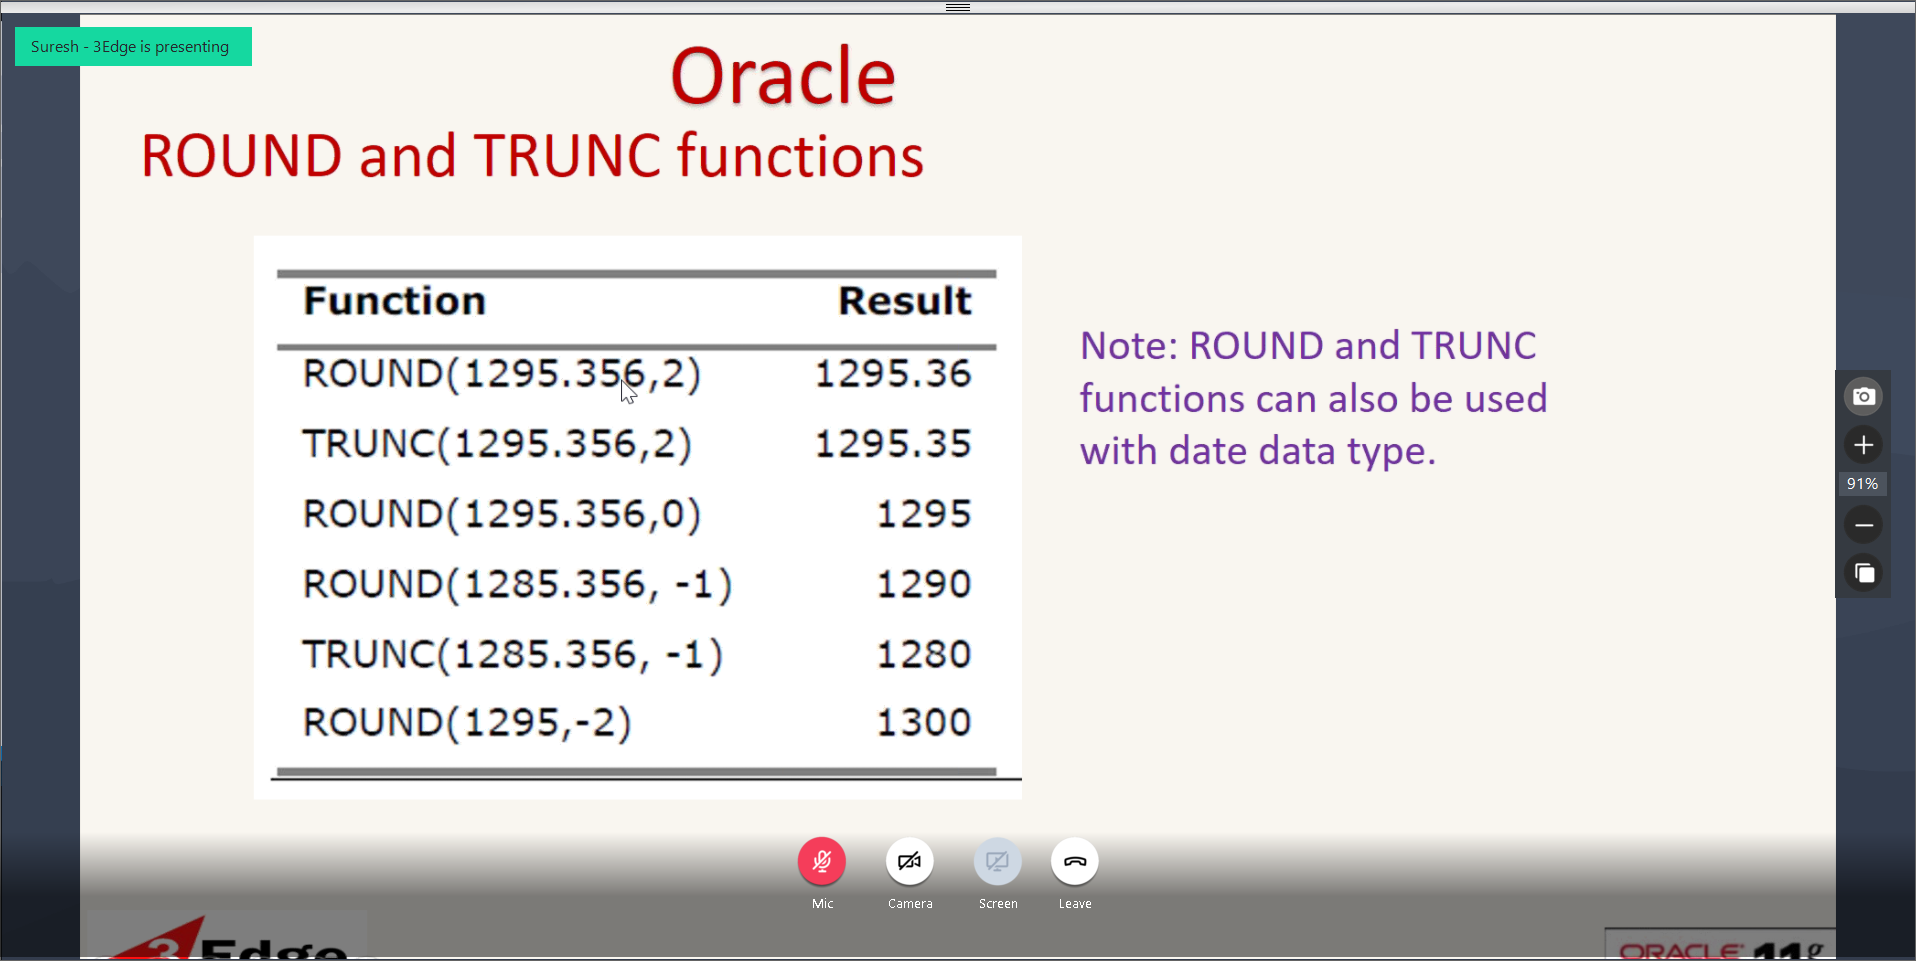 Suresh - 3Edge is presenting
Oracle
ROUND and TRUNC functions
Function Result
ROUND(1295.356,2) 1295.36
TRUNC(1295.356,2) 1295.35
ROUND(1295.356,0) 1295
ROUND(1285.356, -1) 1290
TRUNC(1285.356, -1) 1280
ROUND(1295,-2) 1300
Note: ROUND and TRUNC
functions can also be used
with date data type.
91%
Mic Camera Screen Leave
3Edge
ORACLE 11g